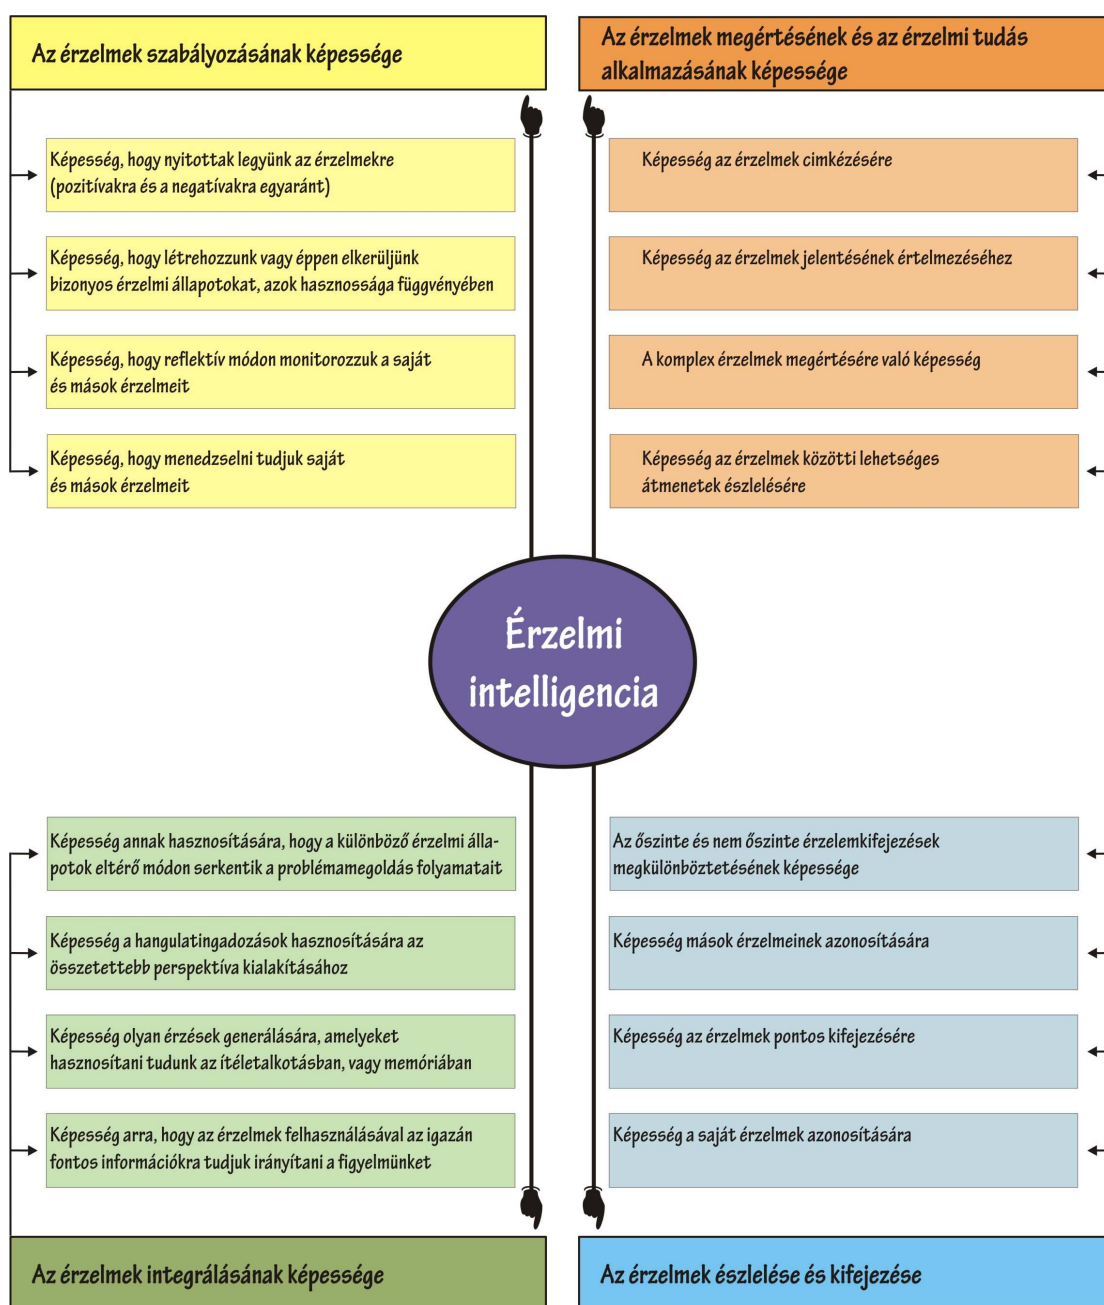 Az érzelmek szabályozásának képessége
Képesség, hogy nyitottak legyünk az érzelmekre
(pozitívakra és a negatívakra egyaránt)
Képesség, hogy létrehozzunk vagy éppen elkerüljünk
bizonyos érzelmi állapotokat, azok hasznossága függvényében
Képesség, hogy reflektív módon monitorozzuk a saját
és mások érzelmeit
Képesség, hogy menedzselni tudjuk saját
és mások érzelmeit
Az érzelmek megértésének és az érzelmi tudás
alkalmazásának képessége
Képesség az érzelmek cimkézésére
Képesség az érzelmek jelentésének értelmezéséhez
A komplex érzelmek megértésére való képesség
Képesség az érzelmek közötti lehetséges
átmenetek észlelésére
Érzelmi
intelligencia
Képesség annak hasznosítására, hogy a különböző érzelmi álla-
potok eltérő módon serkentik a problémamegoldás folyamatait
Képesség a hangulatingadozások hasznosítására az
összetettebb perspektíva kialakításához
Képesség olyan érzések generálására, amelyeket
hasznosítani tudunk az ítéletalkotásban, vagy memóriában
Képesség arra, hogy az érzelmek felhasználásával az igazán
fontos információkra tudjuk irányítani a figyelmünket
Az érzelmek integrálásának képessége
Az őszinte és nem őszinte érzelemkifejezések
megkülönböztetésének képessége
Képesség mások érzelmeinek azonosítására
Képesség az érzelmek pontos kifejezésére
Képesség a saját érzelmek azonosítására
Az érzelmek észlelése és kifejezése